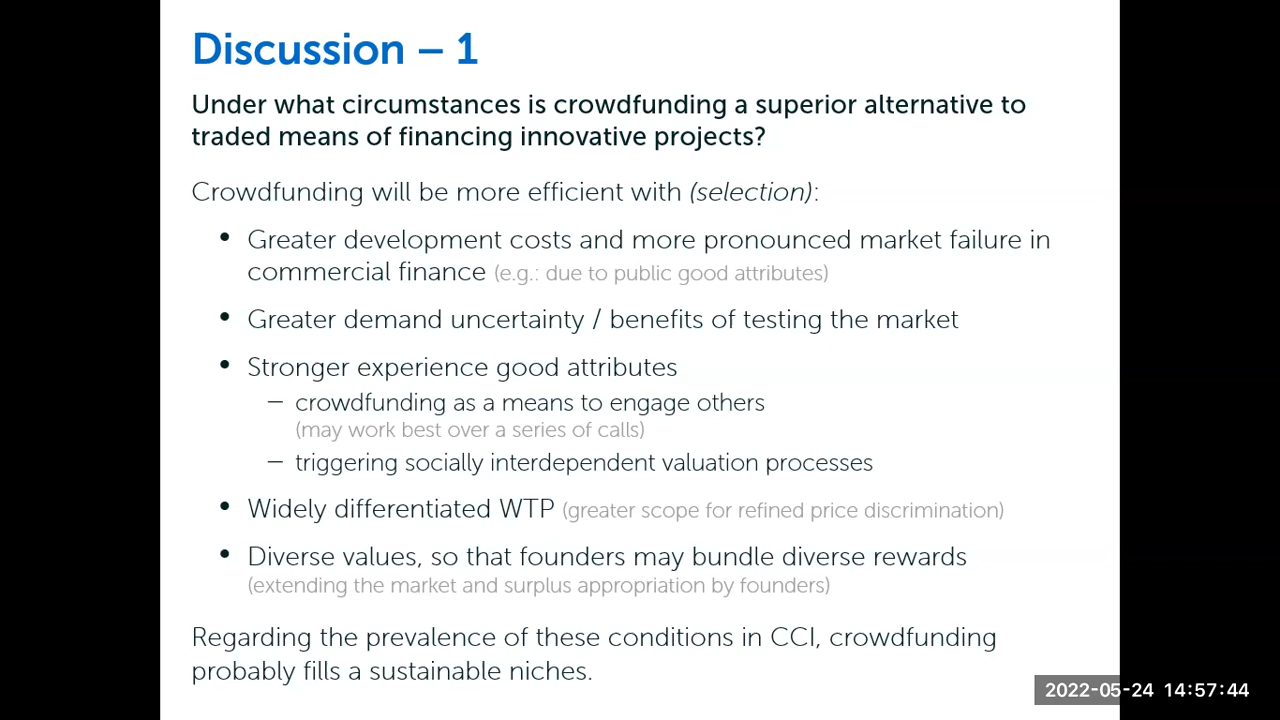 Discussion – 1
Under what circumstances is crowdfunding a superior alternative to
traded means of financing innovative projects?
Crowdfunding will be more efficient with (selection):
• Greater development costs and more pronounced market failure in
commercial finance (e.g.: due to public good attributes)
• Greater demand uncertainty / benefits of testing the market
• Stronger experience good attributes
– crowdfunding as a means to engage others
(may work best over a series of calls)
– triggering socially interdependent valuation processes
• Widely differentiated WTP (greater scope for refined price discrimination)
• Diverse values, so that founders may bundle diverse rewards
(extending the market and surplus appropriation by founders)
Regarding the prevalence of these conditions in CCI, crowdfunding
probably fills a sustainable niches.
2022-05-24 14:57:44